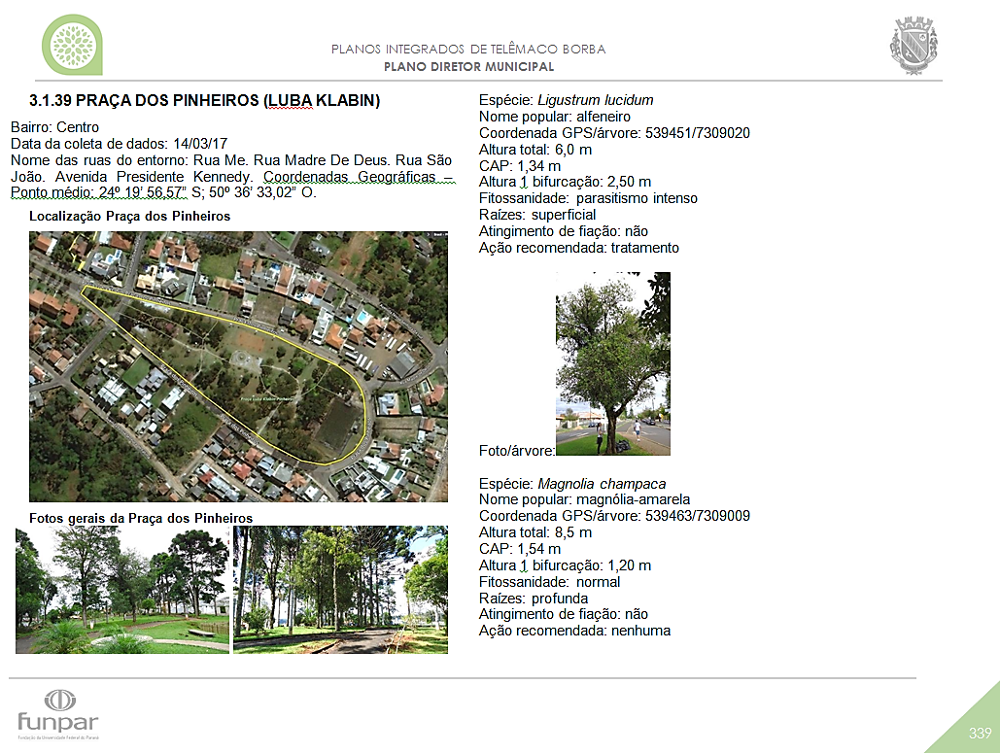 PLANOS INTEGRADOS DE TELÊMACO BORBA
PLANO DIRETOR MUNICIPAL
3.1.39 PRAÇA DOS PINHEIROS (LUBA KLABIN)
Bairro: Centro
Data da coleta de dados: 14/03/17
Nome das ruas do entorno: Rua Me. Rua Madre De Deus. Rua São
João. Avenida Presidente Kennedy. Coordenadas Geográficas –
Ponto médio: 24º 19' 56,57" S; 50º 36' 33,02" O.
Localização Praça dos Pinheiros
Praça Luba Klabin Pinheiros
Fotos gerais da Praça dos Pinheiros
Espécie: Ligustrum lucidum
Nome popular: alfeneiro
Coordenada GPS/árvore: 539451/7309020
Altura total: 6,0 m
CAP: 1,34 m
Altura 1 bifurcação: 2,50 m
Fitossanidade: parasitismo intenso
Raízes: superficial
Atingimento de fiação: não
Ação recomendada: tratamento
Foto/árvore:
Espécie: Magnolia champaca
Nome popular: magnólia-amarela
Coordenada GPS/árvore: 539463/7309009
Altura total: 8,5 m
CAP: 1,54 m
Altura 1 bifurcação: 1,20 m
Fitossanidade: normal
Raízes: profunda
Atingimento de fiação: não
Ação recomendada: nenhuma
funpar
Fundação da Universidade Federal do Paraná
339